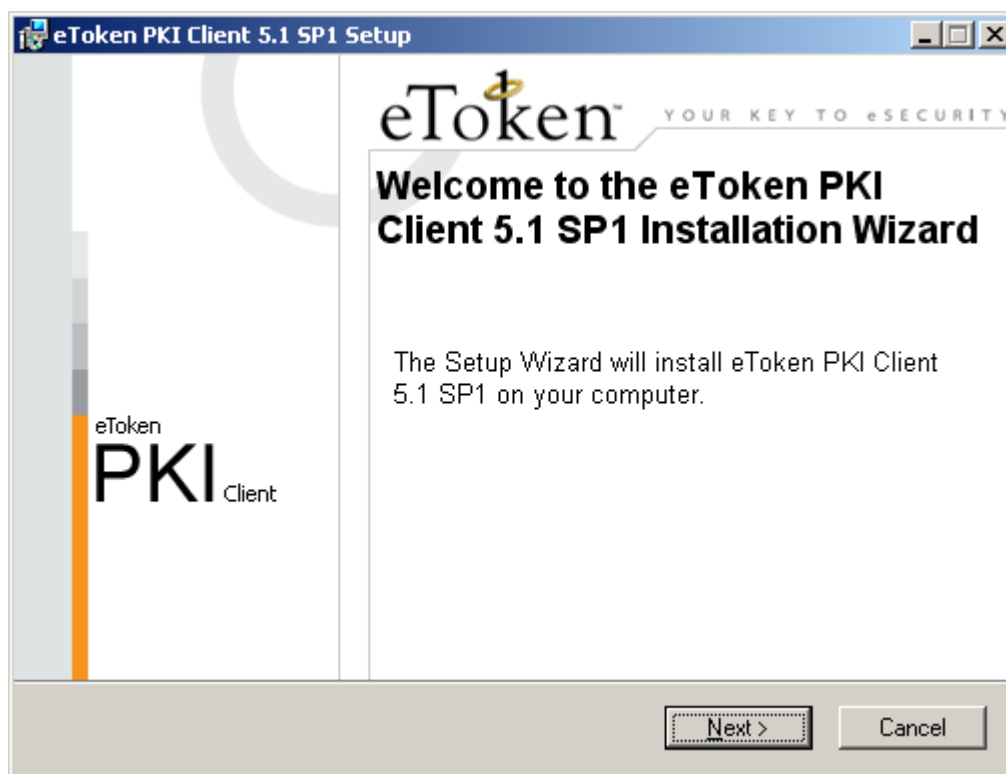 eToken PKI Client 5.1 SP1 Setup
eToken™ YOUR KEY TO eSECURITY
Welcome to the eToken PKI
Client 5.1 SP1 Installation Wizard
The Setup Wizard will install eToken PKI Client
5.1 SP1 on your computer.
eToken
PKI Client
Next > Cancel